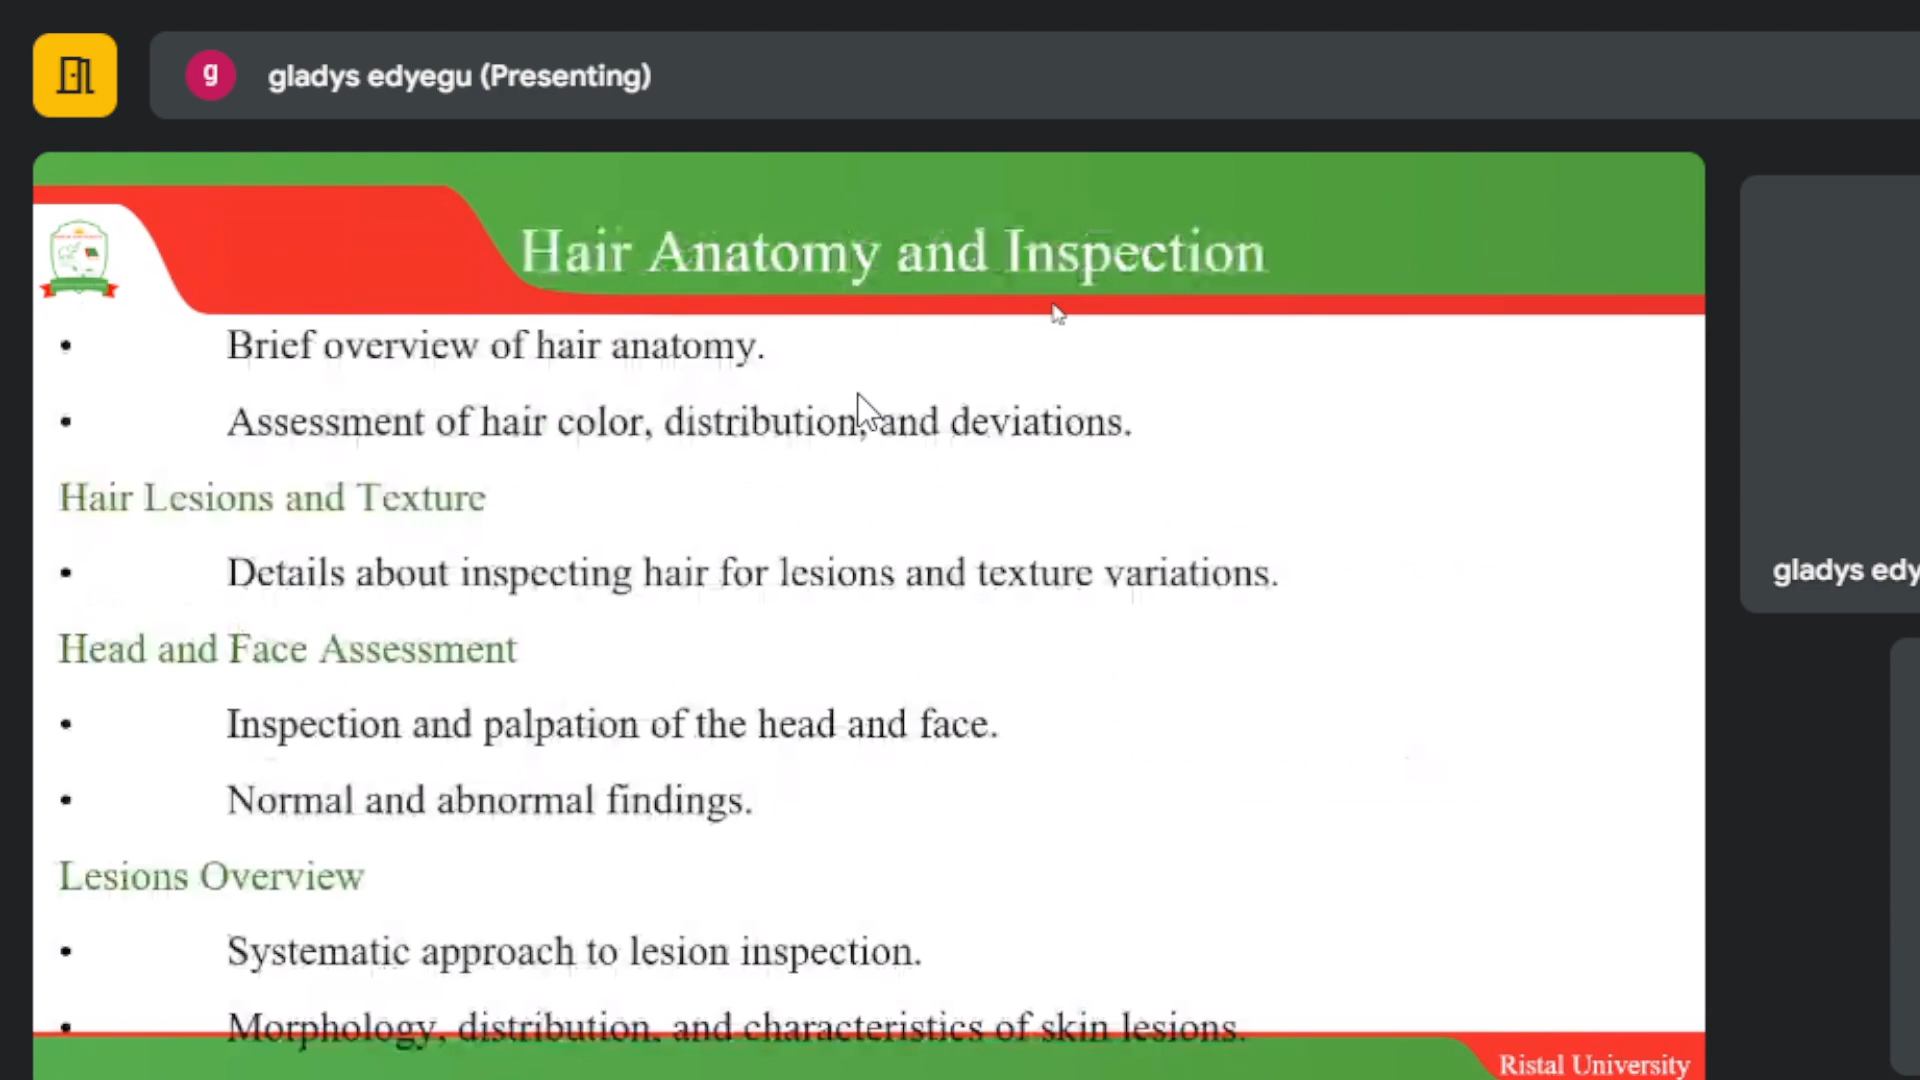 g gladys edyegu (Presenting)
Hair Anatomy and Inspection
• Brief overview of hair anatomy.
• Assessment of hair color, distribution, and deviations.
Hair Lesions and Texture
• Details about inspecting hair for lesions and texture variations.
gladys edy
Head and Face Assessment
• Inspection and palpation of the head and face.
• Normal and abnormal findings.
Lesions Overview
• Systematic approach to lesion inspection.
• Morphology, distribution, and characteristics of skin lesions.
Ristal University